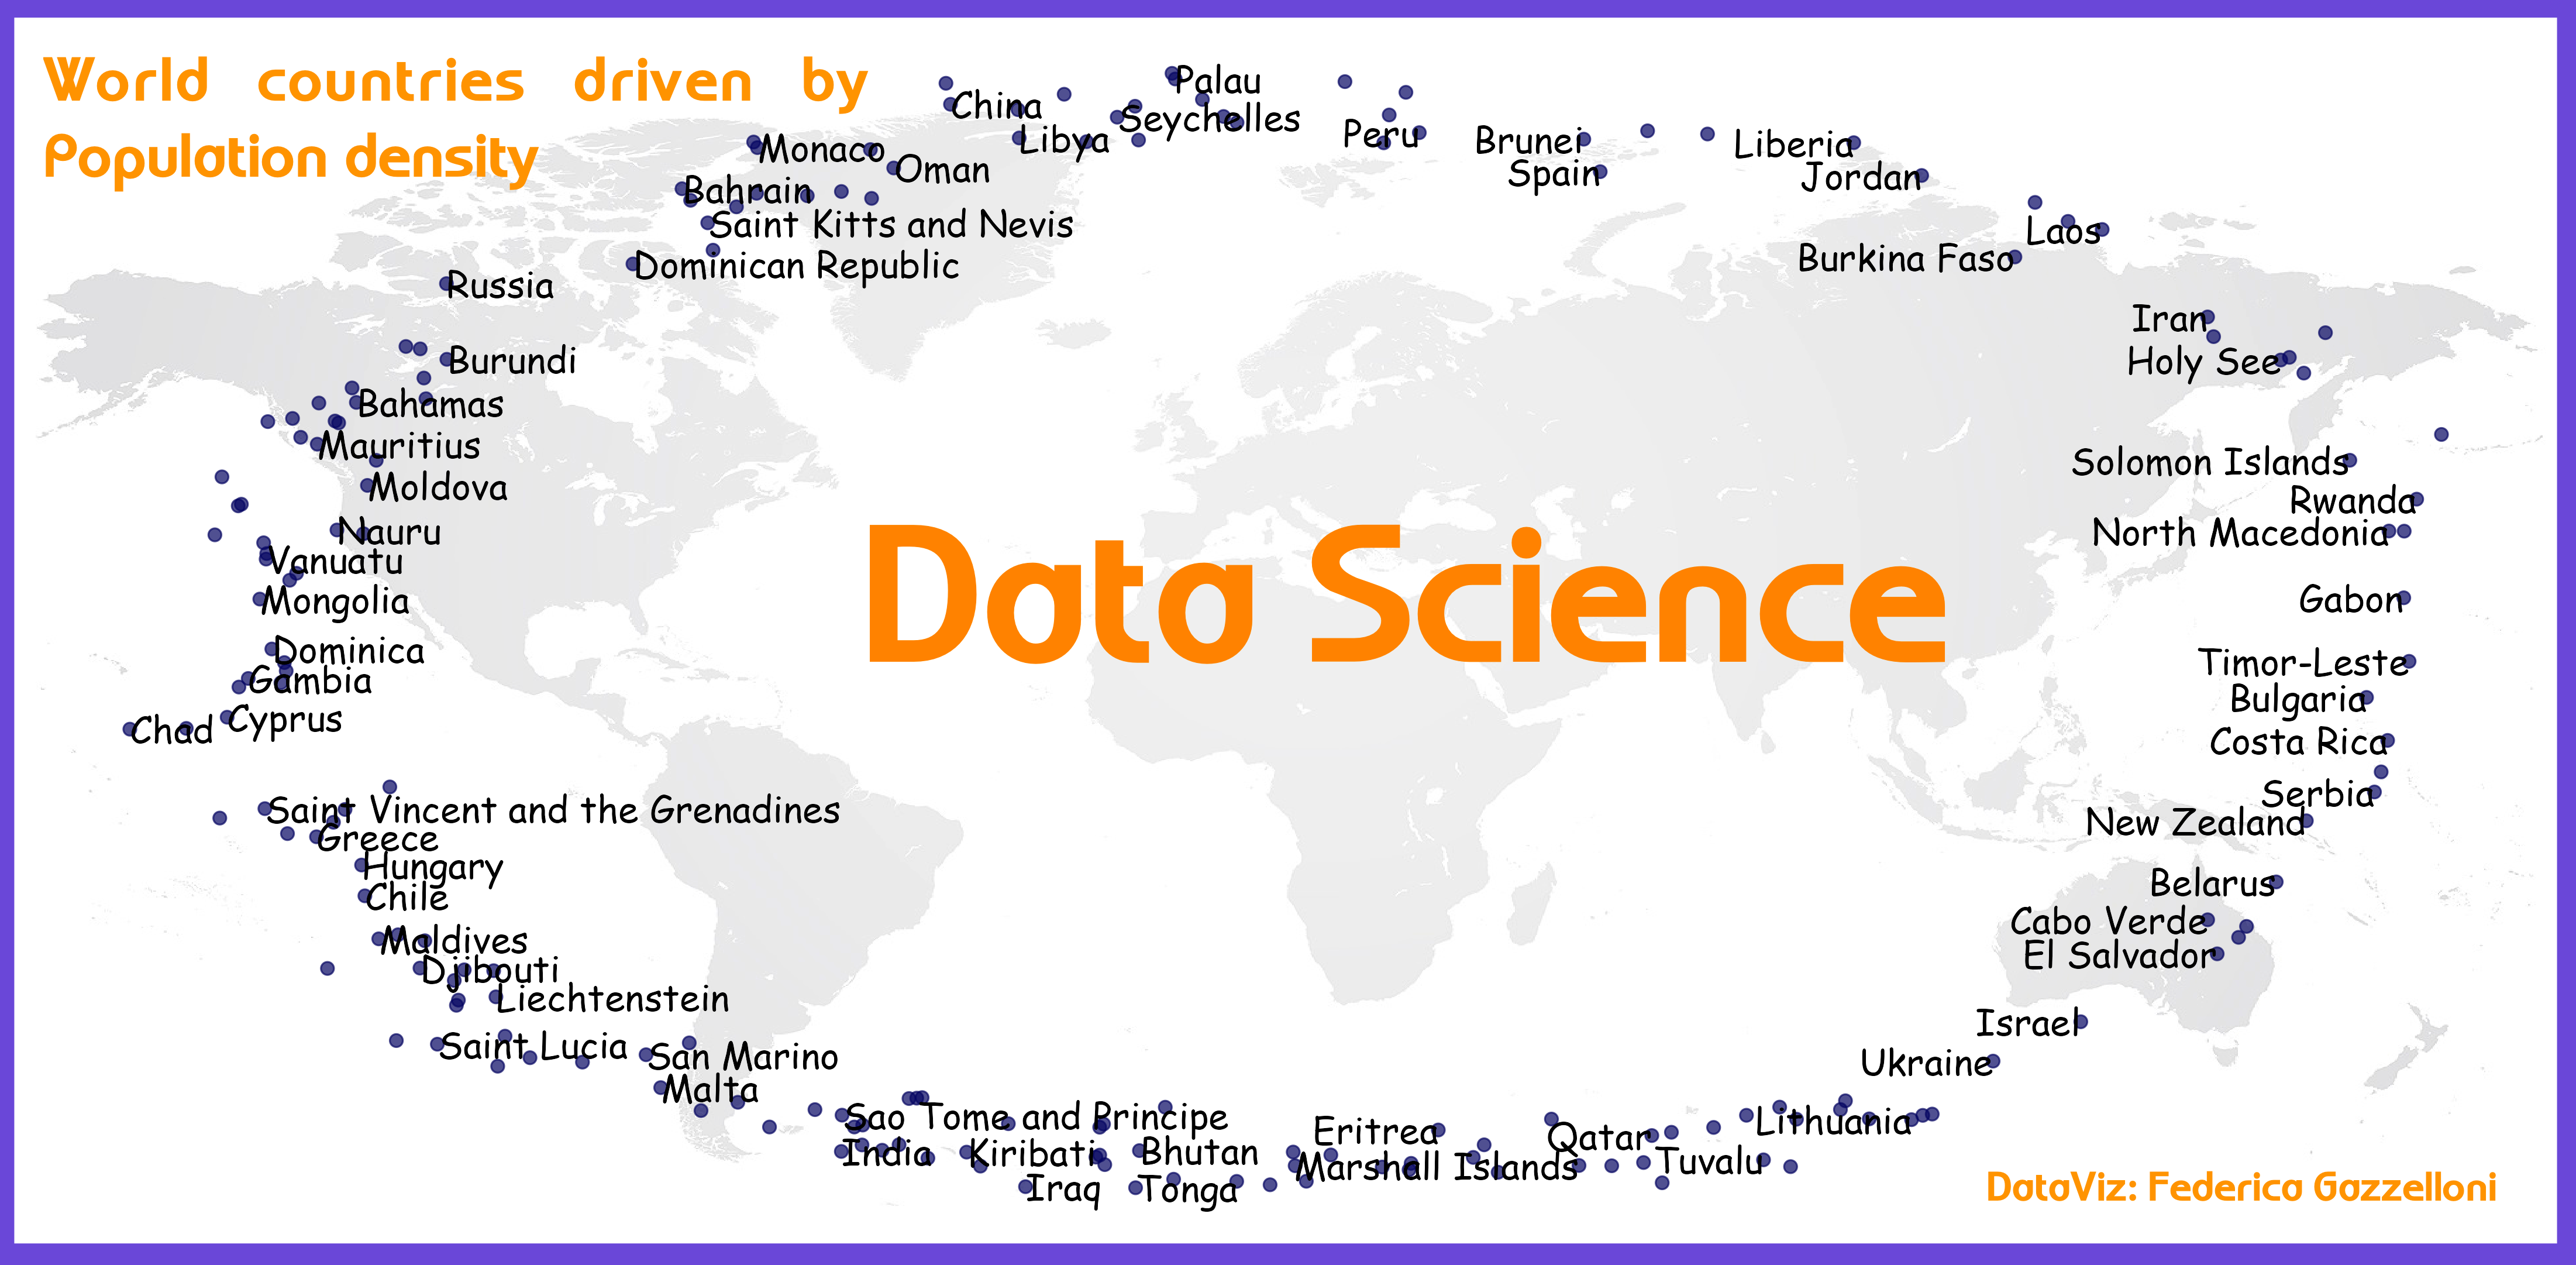 World countries driven by
Population density
Palau
China
Seychelles
Libya
Peru
Brunei
Liberia
Monaco
Oman
Spain
Jordan
Bahrain
Saint Kitts and Nevis
Laos
Dominican Republic
Burkina Faso
Russia
Iran
Burundi
Holy See
Bahamas
Mauritius
Solomon Islands
Moldova
Rwanda
Nauru
North Macedonia
Vanuatu
Data Science
Mongolia
Gabon
Dominica
Timor-Leste
Gambia
Bulgaria
Cyprus
Chad
Costa Rica
Serbia
Saint Vincent and the Grenadines
New Zealand
Greece
Hungary
Belarus
Chile
Cabo Verde
Maldives
El Salvador
Djibouti
Liechtenstein
Israel
Saint Lucia
San Marino
Ukraine
Malta
Sao Tome and Principe
Lithuania
Eritrea
Qatar
India
Kiribati
Bhutan
Marshall Islands
Tuvalu
Iraq
Tonga
DataViz: Federica Gazzelloni